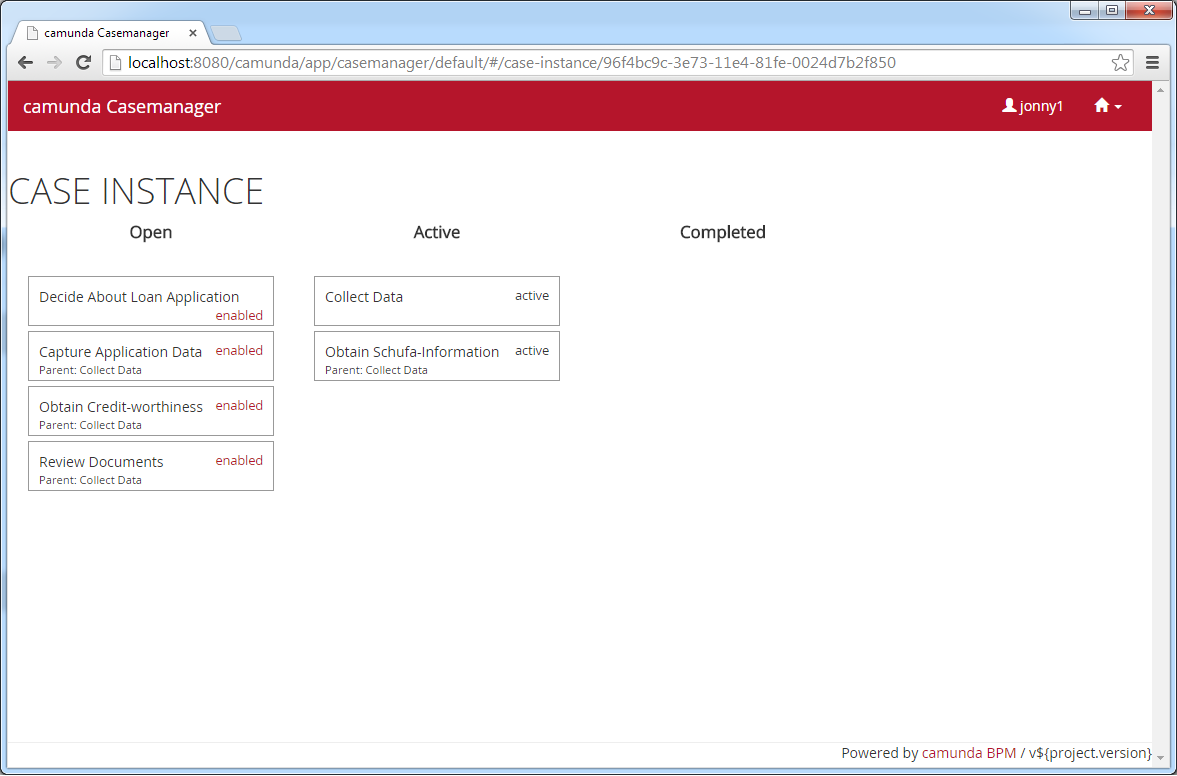 camunda Casemanager
localhost:8080/camunda/app/casemanager/default/#/case-instance/96f4bc9c-3e73-11e4-81fe-0024d7b2f850
camunda Casemanager jonny1
CASE INSTANCE
Open Active Completed
Decide About Loan Application
enabled
Capture Application Data enabled
Parent: Collect Data
Obtain Credit-worthiness enabled
Parent: Collect Data
Review Documents enabled
Parent: Collect Data
Collect Data active
Obtain Schufa-Information active
Parent: Collect Data
Powered by camunda BPM / v${project.version}